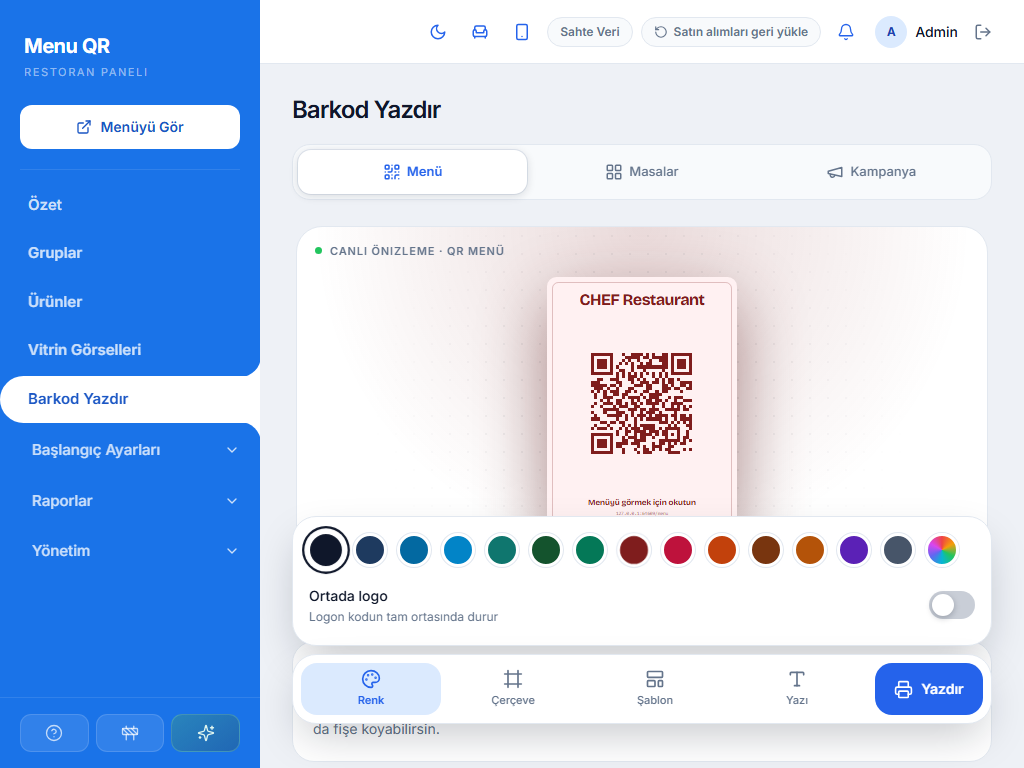 Menu QR
RESTORAN PANELI
Menüyü Gör
Özet
Gruplar
Ürünler
Vitrin Görselleri
Barkod Yazdır
Başlangıç Ayarları
Raporlar
Yönetim
Sahte Veri
Satın alımları geri yükle
A
Admin
Barkod Yazdır
Menü
Masalar
Kampanya
CANLI ÖNIZLEME · QR MENÜ
CHEF Restaurant
Menüyü görmek için okutun
Ortada logo
Logon kodun tam ortasında durur
Renk
Çerçeve
Şablon
Yazı
Yazdır
da fişe koyabilirsin.